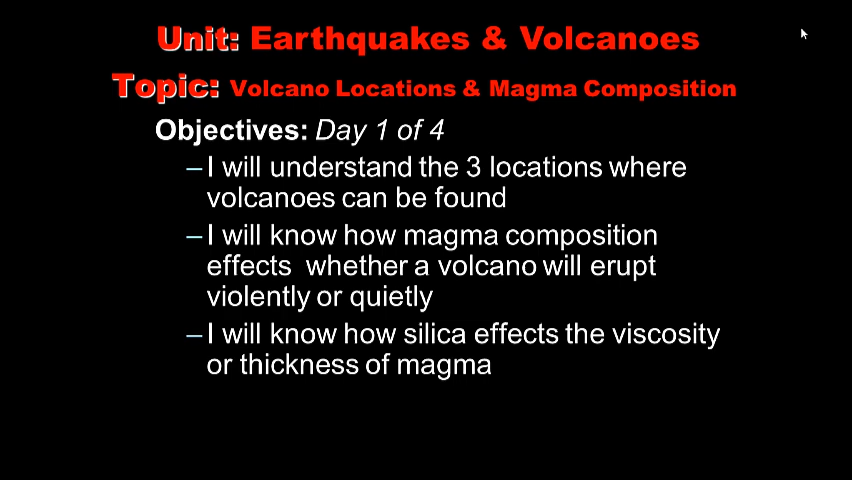 Unit: Earthquakes & Volcanoes
Topic: Volcano Locations & Magma Composition
Objectives: Day 1 of 4
–I will understand the 3 locations where
volcanoes can be found
–I will know how magma composition
effects whether a volcano will erupt
violently or quietly
–I will know how silica effects the viscosity
or thickness of magma